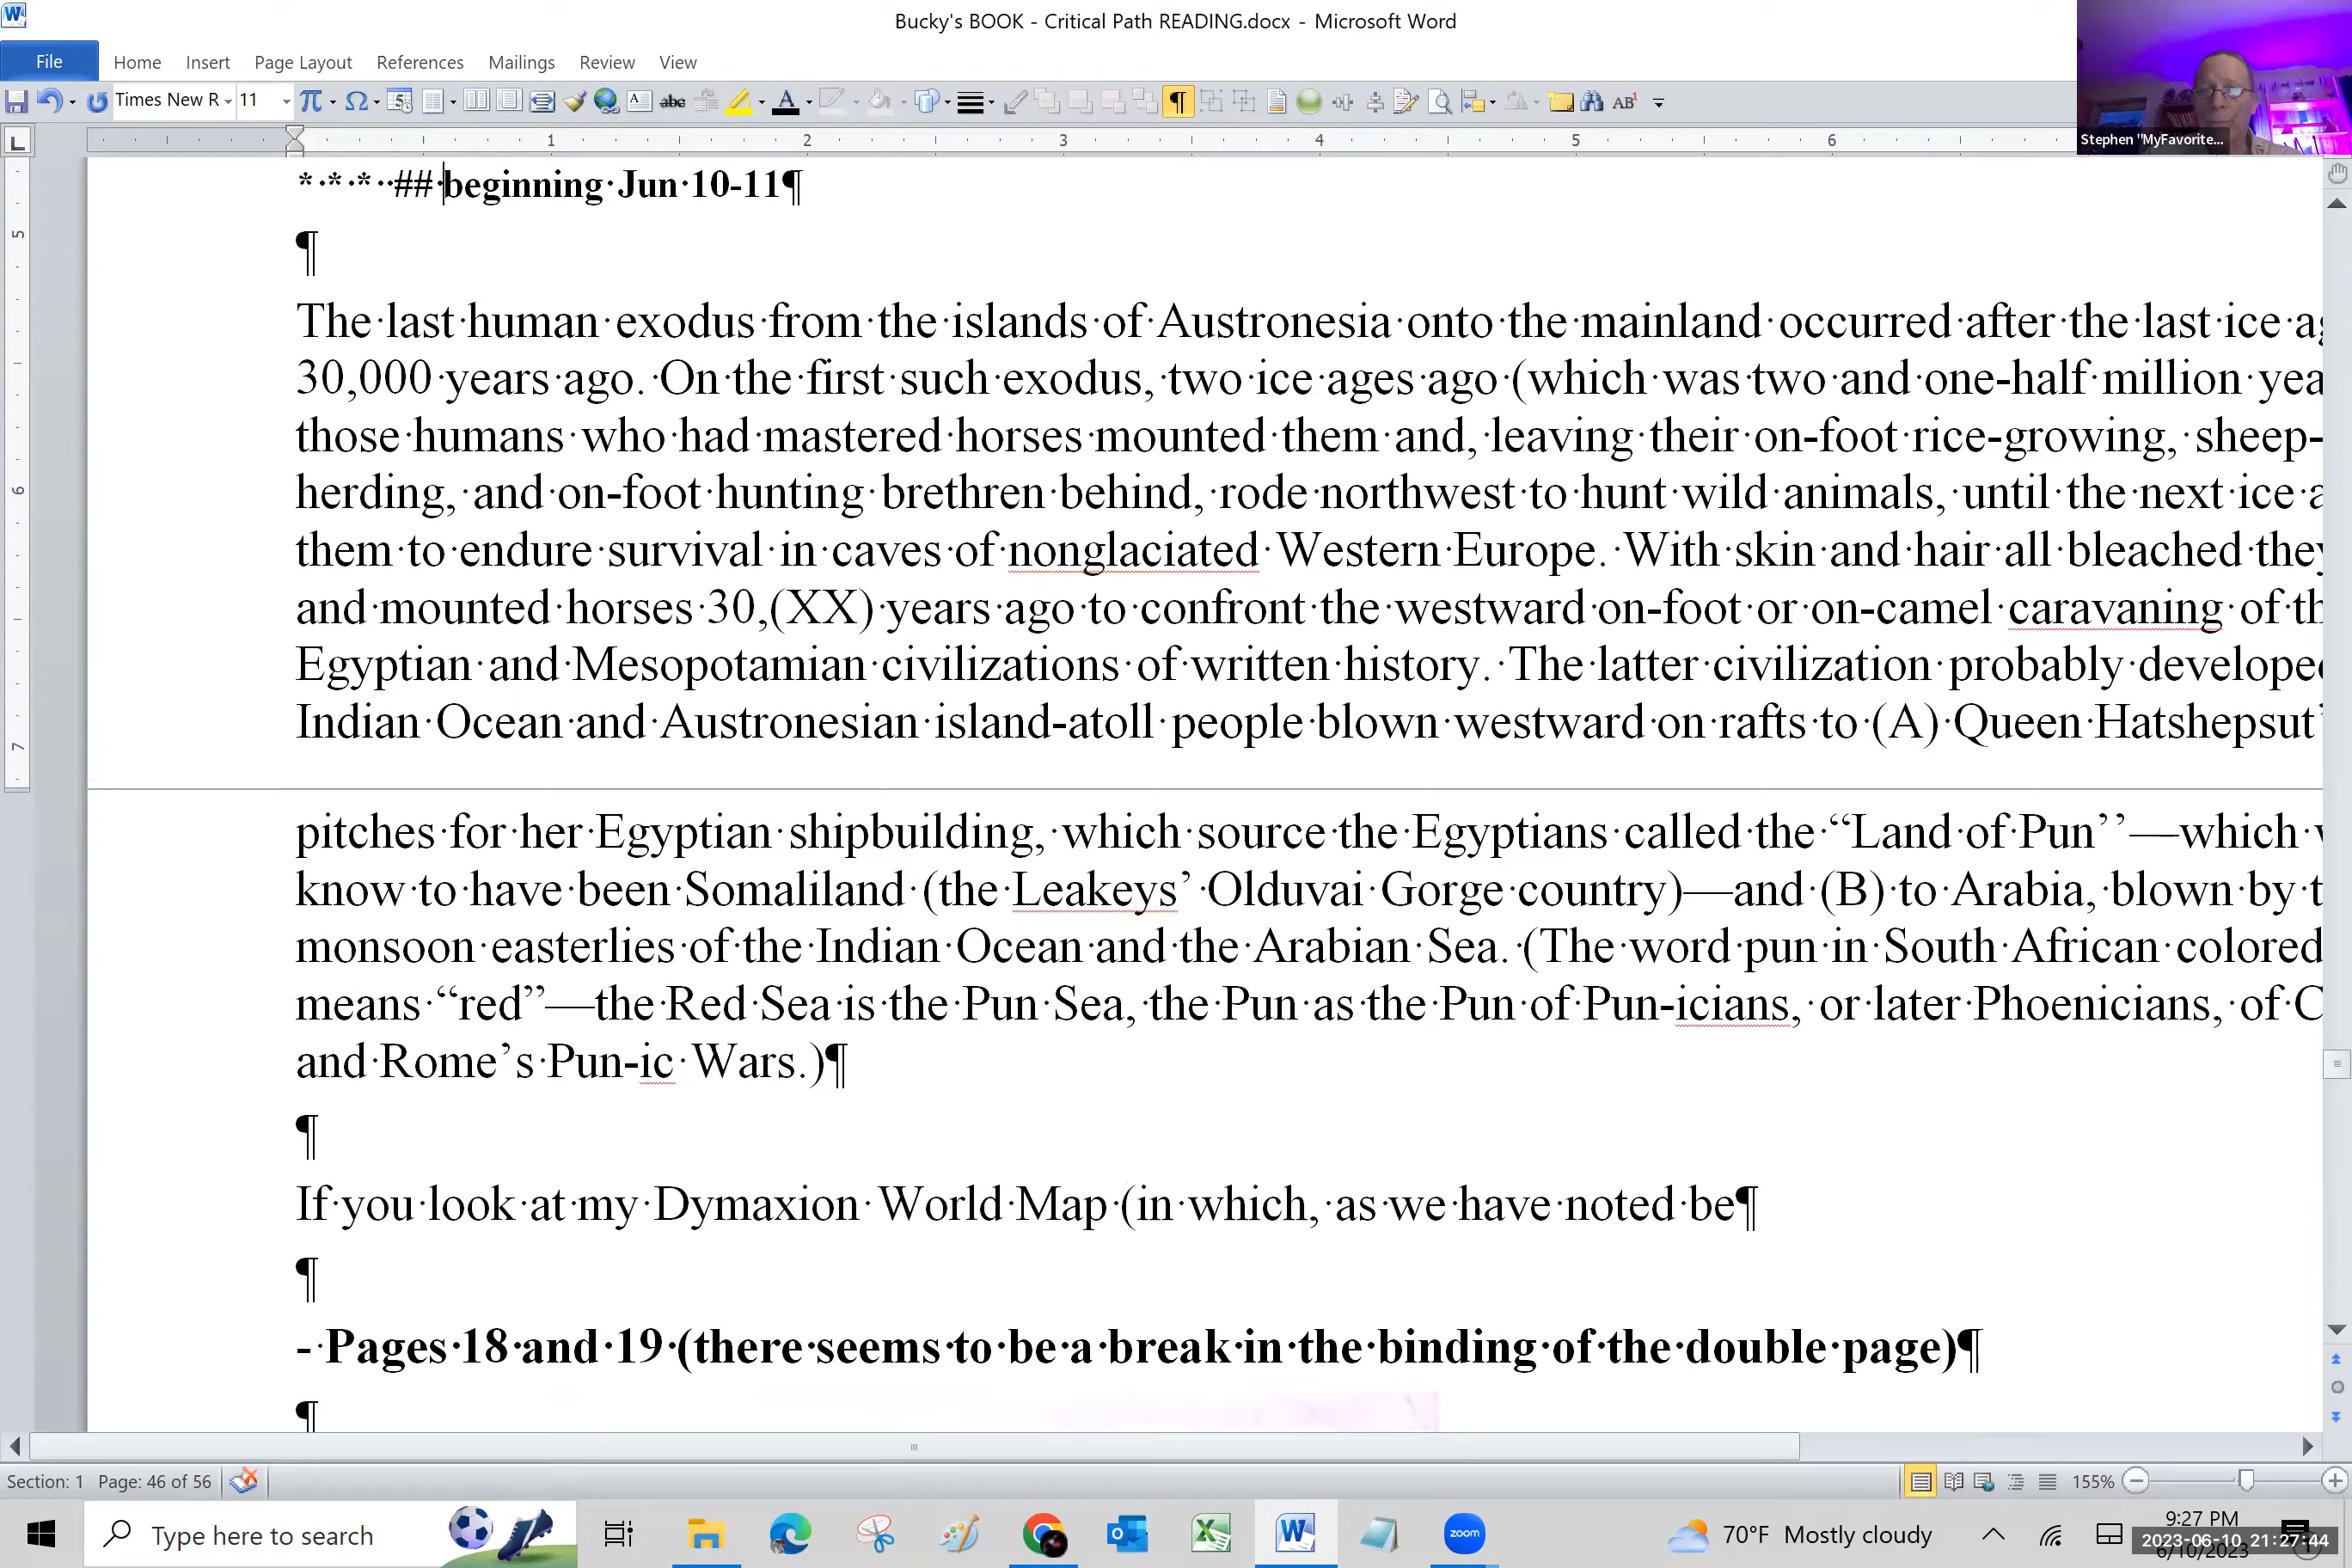 Bucky's BOOK - Critical Path READING.docx - Microsoft Word
File Home Insert Page Layout References Mailings Review View
Times New R 11
Stephen "MyFavorite...
1 2 3 4 5 6
* * * ## beginning Jun 10-11¶
¶
The last human exodus from the islands of Austronesia onto the mainland occurred after the last ice
30,000 years ago. On the first such exodus, two ice ages ago (which was two and one-half million
those humans who had mastered horses mounted them and, leaving their on-foot rice-growing, sheep-
herding, and on-foot hunting brethren behind, rode northwest to hunt wild animals, until the next ice
them to endure survival in caves of nonglaciated Western Europe. With skin and hair all bleached
and mounted horses 30,(XX) years ago to confront the westward on-foot or on-camel caravaning of
Egyptian and Mesopotamian civilizations of written history. The latter civilization probably
Indian Ocean and Austronesian island-atoll people blown westward on rafts to (A) Queen Hatshepsut'
pitches for her Egyptian shipbuilding, which source the Egyptians called the “Land of Pun’’—which
know to have been Somaliland (the Leakeys’ Olduvai Gorge country)—and (B) to Arabia, blown by
monsoon easterlies of the Indian Ocean and the Arabian Sea. (The word pun in South African colored
means “red”—the Red Sea is the Pun Sea, the Pun as the Pun of Pun-icians, or later Phoenicians, of
and Rome’s Pun-ic Wars.)¶
¶
If you look at my Dymaxion World Map (in which, as we have noted be¶
¶
- Pages 18 and 19 (there seems to be a break in the binding of the double page)¶
¶
Section: 1 Page: 46 of 56 155%
Type here to search zoom 70°F Mostly cloudy 9:27 PM
2023-06-10 21:27:44